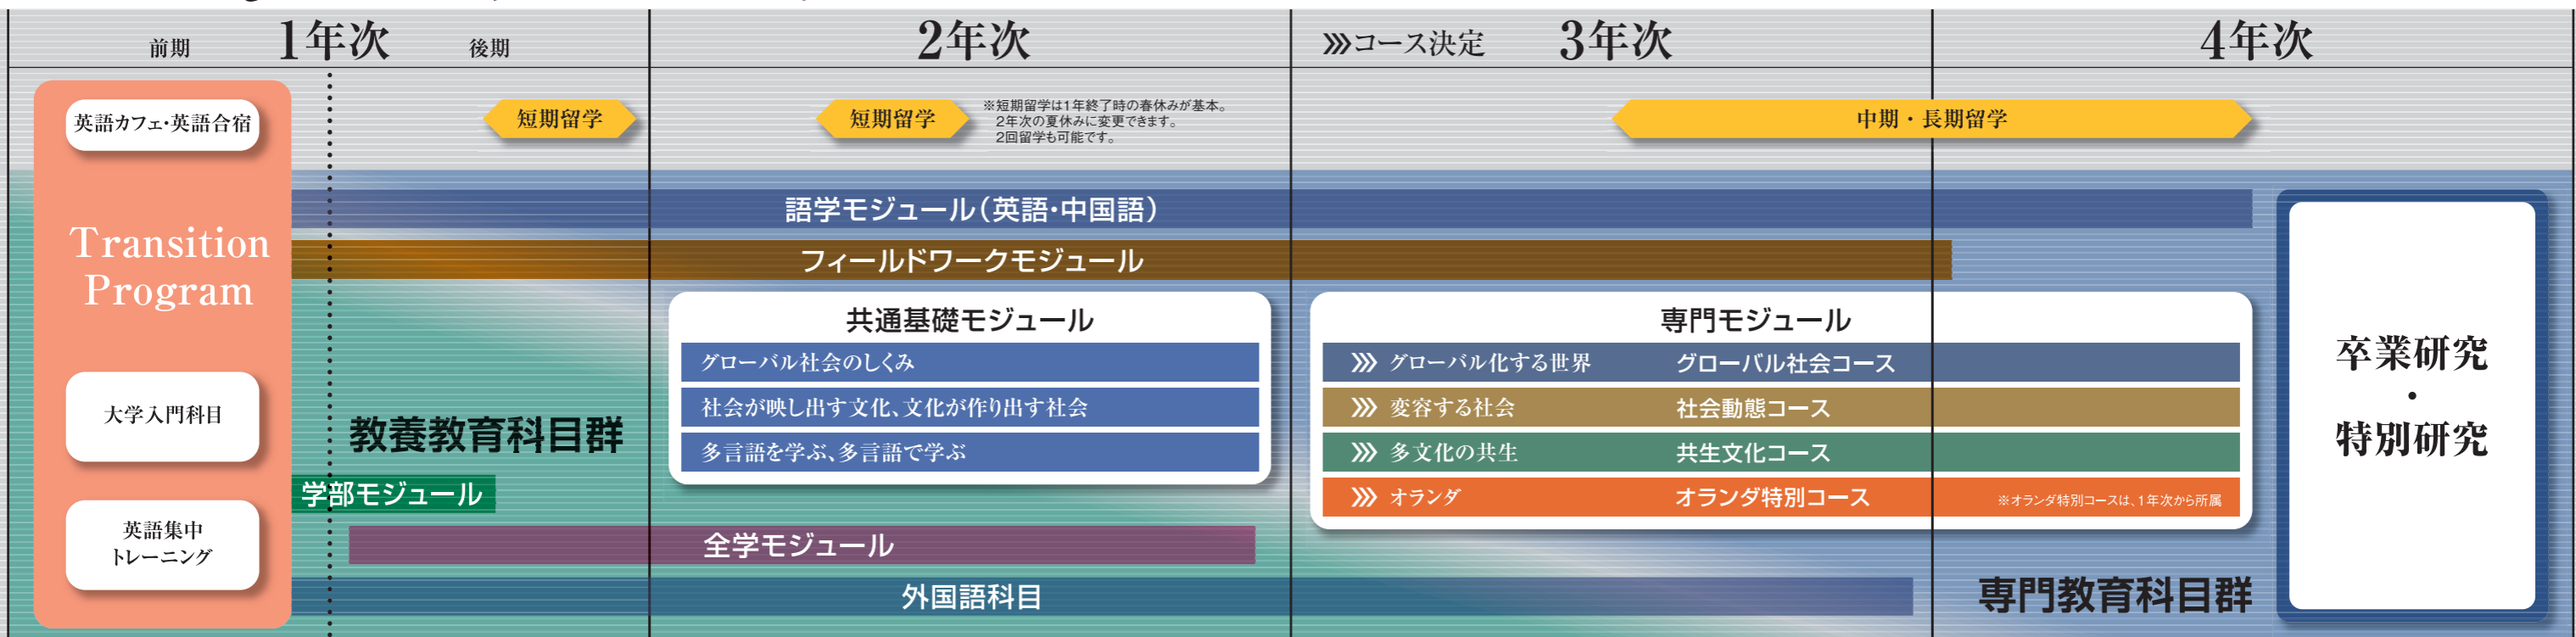 前期
1年次
後期
2年次
コース決定
3年次
4年次
英語カフェ・英語合宿
Transition
Program
大学入門科目
英語集中
トレーニング
短期留学
短期留学
※短期留学は1年終了時の春休みが基本。
2年次の夏休みに変更できます。
2回留学も可能です。
中期・長期留学
語学モジュール(英語・中国語)
フィールドワークモジュール
教養教育科目群
学部モジュール
全学モジュール
外国語科目
共通基礎モジュール
グローバル社会のしくみ
社会が映し出す文化、文化が作り出す社会
多言語を学ぶ、多言語で学ぶ
専門モジュール
グローバル化する世界 グローバル社会コース
変容する社会 社会動態コース
多文化の共生 共生文化コース
オランダ オランダ特別コース ※オランダ特別コースは、1年次から所属
専門教育科目群
卒業研究
・
特別研究